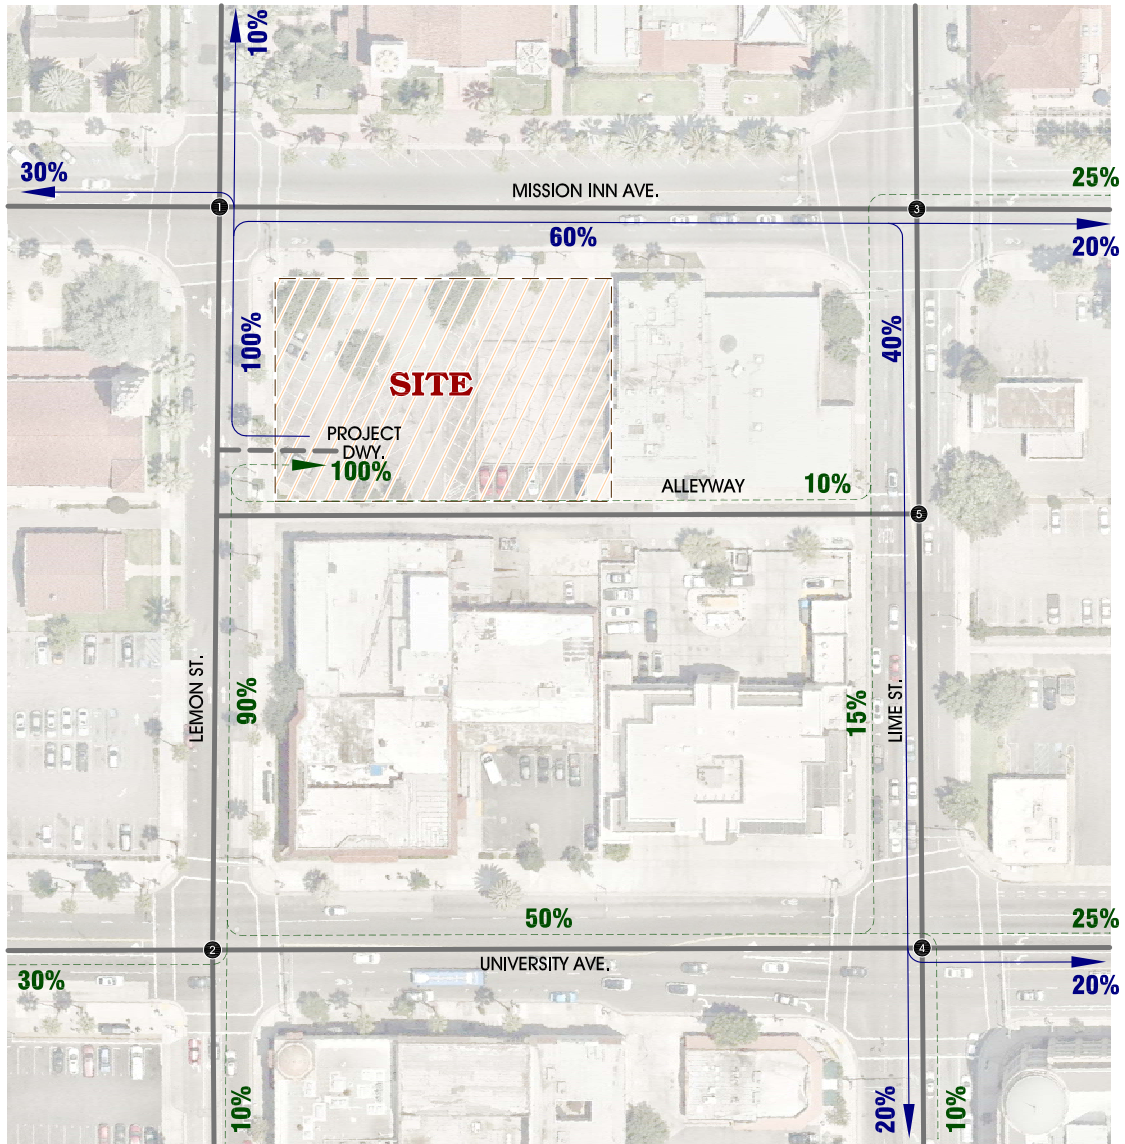 10%
30%
MISSION INN AVE.
25%
1
3
60%
20%
100%
40%
SITE
PROJECT
DWY.
100%
ALLEYWAY
10%
5
LEMON ST.
90%
15%
LIME ST.
50%
25%
2
4
UNIVERSITY AVE.
30%
20%
10%
20%
10%